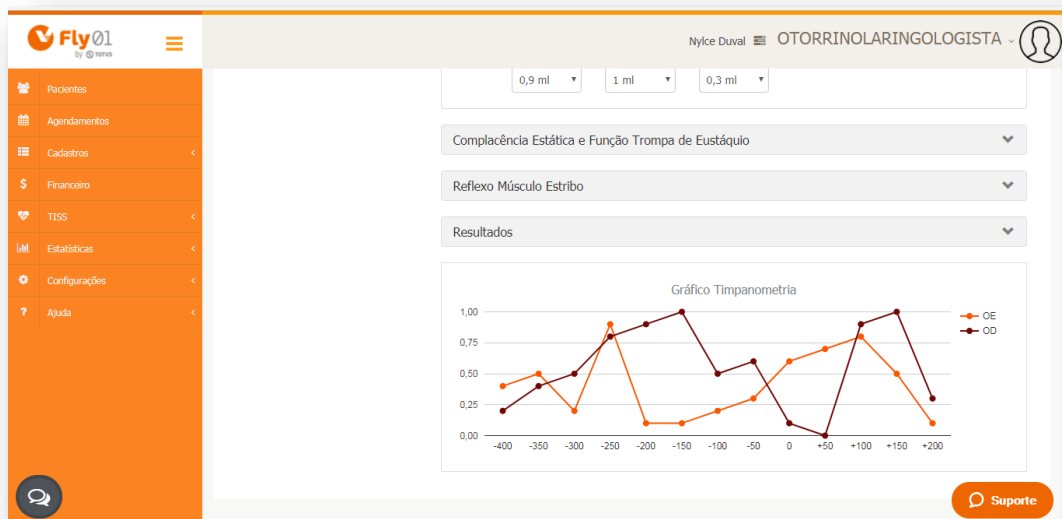 Fly01
by TOTVS
Nylce Duval OTORRINOLARINGOLOGISTA
Pacientes
Agendamentos
Cadastros
Financeiro
TISS
Estatísticas
Configurações
? Ajuda
0,9 ml 1 ml 0,3 ml
Complacência Estática e Função Trompa de Eustáquio
Reflexo Músculo Estribo
Resultados
Gráfico Timpanometria
1,00
0,75
0,50
0,25
0,00
-400 -350 -300 -250 -200 -150 -100 -50 0 +50 +100 +150 +200
OE
OD
Suporte